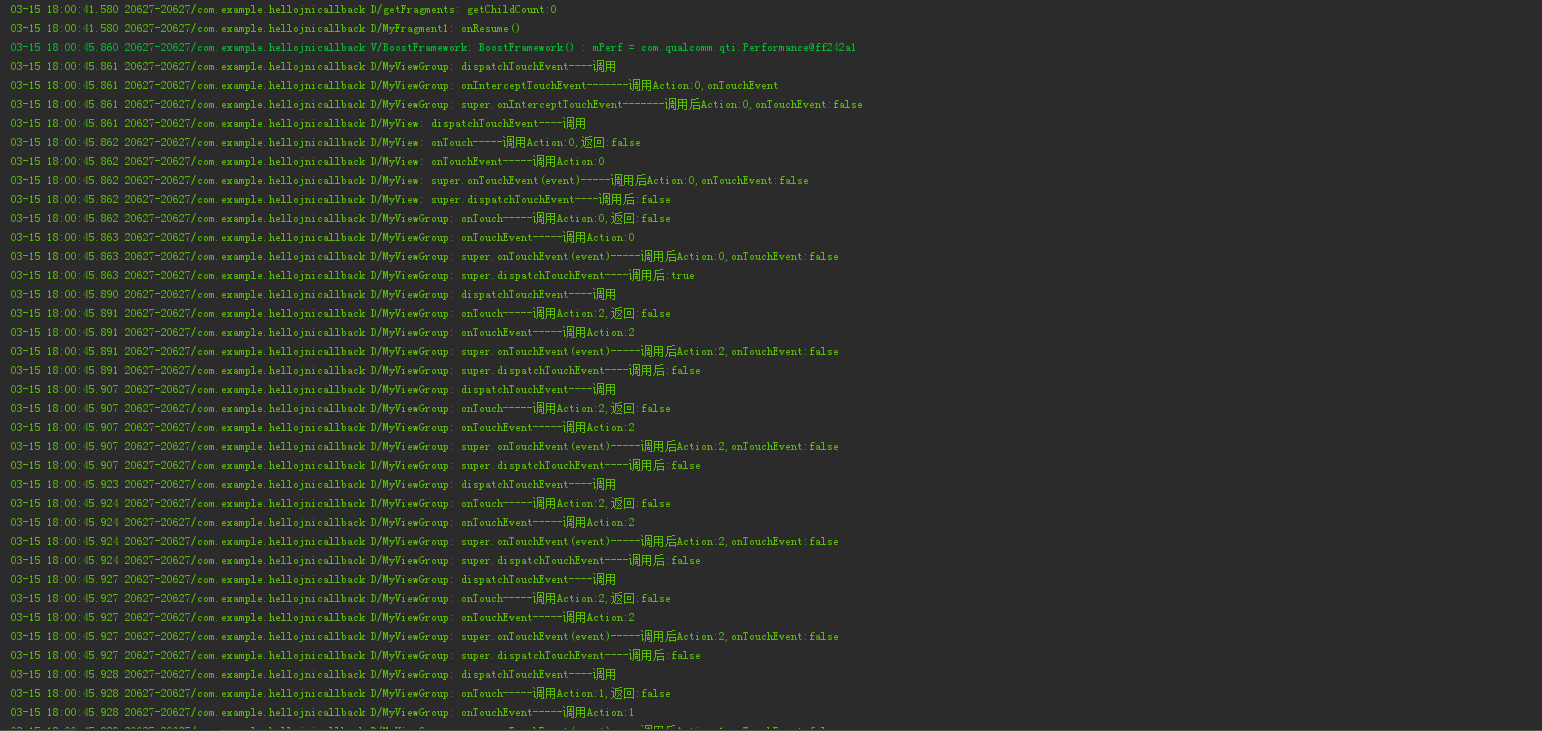 03-15 18:00:41.580 20627-20627/com.example.hellojnicallback D/getFragments: getChildCount:0
03-15 18:00:41.580 20627-20627/com.example.hellojnicallback D/MyFragment1: onResume()
03-15 18:00:45.860 20627-20627/com.example.hellojnicallback V/BoostFramework: BoostFramework() : mPerf = com.qualcomm.qti.Performance@ff242a1
03-15 18:00:45.861 20627-20627/com.example.hellojnicallback D/MyViewGroup: dispatchTouchEvent----调用
03-15 18:00:45.861 20627-20627/com.example.hellojnicallback D/MyViewGroup: onInterceptTouchEvent-------调用Action:0,onTouchEvent
03-15 18:00:45.861 20627-20627/com.example.hellojnicallback D/MyViewGroup: super.onInterceptTouchEvent-------调用后Action:0,onTouchEvent:false
03-15 18:00:45.861 20627-20627/com.example.hellojnicallback D/MyView: dispatchTouchEvent----调用
03-15 18:00:45.862 20627-20627/com.example.hellojnicallback D/MyView: onTouch-----调用Action:0,返回:false
03-15 18:00:45.862 20627-20627/com.example.hellojnicallback D/MyView: onTouchEvent-----调用Action:0
03-15 18:00:45.862 20627-20627/com.example.hellojnicallback D/MyView: super.onTouchEvent(event)-----调用后Action:0,onTouchEvent:false
03-15 18:00:45.862 20627-20627/com.example.hellojnicallback D/MyView: super.dispatchTouchEvent----调用后:false
03-15 18:00:45.862 20627-20627/com.example.hellojnicallback D/MyViewGroup: onTouch-----调用Action:0,返回:false
03-15 18:00:45.863 20627-20627/com.example.hellojnicallback D/MyViewGroup: onTouchEvent-----调用Action:0
03-15 18:00:45.863 20627-20627/com.example.hellojnicallback D/MyViewGroup: super.onTouchEvent(event)-----调用后Action:0,onTouchEvent:false
03-15 18:00:45.863 20627-20627/com.example.hellojnicallback D/MyViewGroup: super.dispatchTouchEvent----调用后:true
03-15 18:00:45.890 20627-20627/com.example.hellojnicallback D/MyViewGroup: dispatchTouchEvent----调用
03-15 18:00:45.891 20627-20627/com.example.hellojnicallback D/MyViewGroup: onTouch-----调用Action:2,返回:false
03-15 18:00:45.891 20627-20627/com.example.hellojnicallback D/MyViewGroup: onTouchEvent-----调用Action:2
03-15 18:00:45.891 20627-20627/com.example.hellojnicallback D/MyViewGroup: super.onTouchEvent(event)-----调用后Action:2,onTouchEvent:false
03-15 18:00:45.891 20627-20627/com.example.hellojnicallback D/MyViewGroup: super.dispatchTouchEvent----调用后:false
03-15 18:00:45.907 20627-20627/com.example.hellojnicallback D/MyViewGroup: dispatchTouchEvent----调用
03-15 18:00:45.907 20627-20627/com.example.hellojnicallback D/MyViewGroup: onTouch-----调用Action:2,返回:false
03-15 18:00:45.907 20627-20627/com.example.hellojnicallback D/MyViewGroup: onTouchEvent-----调用Action:2
03-15 18:00:45.907 20627-20627/com.example.hellojnicallback D/MyViewGroup: super.onTouchEvent(event)-----调用后Action:2,onTouchEvent:false
03-15 18:00:45.907 20627-20627/com.example.hellojnicallback D/MyViewGroup: super.dispatchTouchEvent----调用后:false
03-15 18:00:45.923 20627-20627/com.example.hellojnicallback D/MyViewGroup: dispatchTouchEvent----调用
03-15 18:00:45.924 20627-20627/com.example.hellojnicallback D/MyViewGroup: onTouch-----调用Action:2,返回:false
03-15 18:00:45.924 20627-20627/com.example.hellojnicallback D/MyViewGroup: onTouchEvent-----调用Action:2
03-15 18:00:45.924 20627-20627/com.example.hellojnicallback D/MyViewGroup: super.onTouchEvent(event)-----调用后Action:2,onTouchEvent:false
03-15 18:00:45.924 20627-20627/com.example.hellojnicallback D/MyViewGroup: super.dispatchTouchEvent----调用后:false
03-15 18:00:45.927 20627-20627/com.example.hellojnicallback D/MyViewGroup: dispatchTouchEvent----调用
03-15 18:00:45.927 20627-20627/com.example.hellojnicallback D/MyViewGroup: onTouch-----调用Action:2,返回:false
03-15 18:00:45.927 20627-20627/com.example.hellojnicallback D/MyViewGroup: onTouchEvent-----调用Action:2
03-15 18:00:45.927 20627-20627/com.example.hellojnicallback D/MyViewGroup: super.onTouchEvent(event)-----调用后Action:2,onTouchEvent:false
03-15 18:00:45.927 20627-20627/com.example.hellojnicallback D/MyViewGroup: super.dispatchTouchEvent----调用后:false
03-15 18:00:45.928 20627-20627/com.example.hellojnicallback D/MyViewGroup: dispatchTouchEvent----调用
03-15 18:00:45.928 20627-20627/com.example.hellojnicallback D/MyViewGroup: onTouch-----调用Action:1,返回:false
03-15 18:00:45.928 20627-20627/com.example.hellojnicallback D/MyViewGroup: onTouchEvent-----调用Action:1